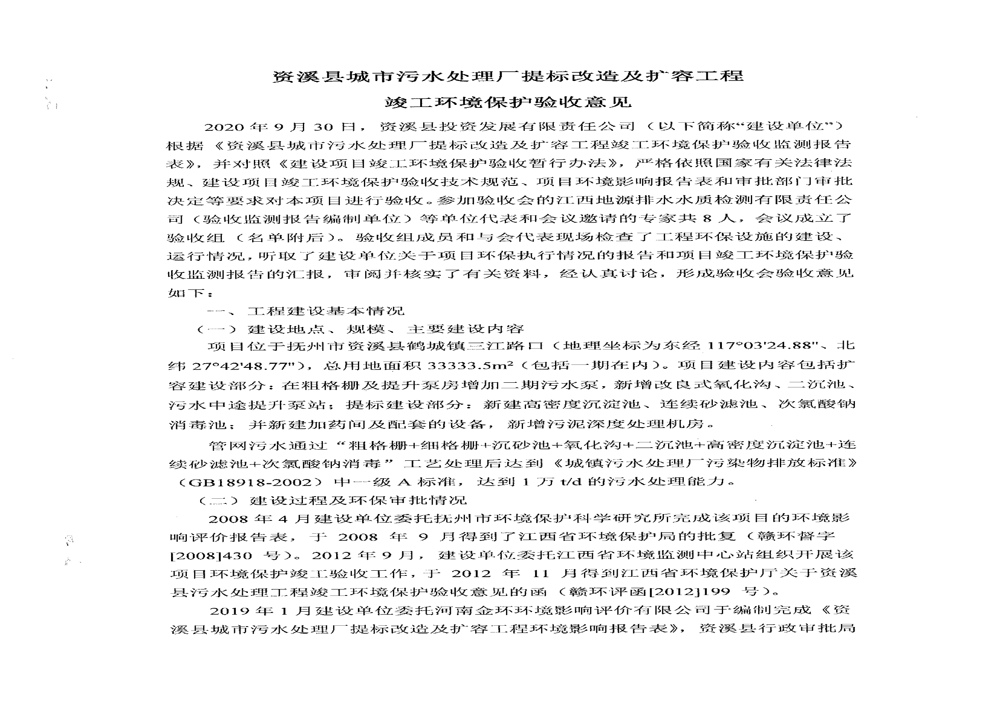 资溪县城市污水处理厂提标改造及扩容工程
竣工环境保护验收意见
2020 年 9 月 30 日，资溪县投资发展有限责任公司（以下简称“建设单位”）
根据《资溪县城市污水处理厂提标改造及扩容工程竣工环境保护验收监测报告
表》，并对照《建设项目竣工环境保护验收暂行办法》，严格依照国家有关法律法
规、建设项目竣工环境保护验收技术规范、项目环境影响报告表和审批部门审批
决定等要求对本项目进行验收。参加验收会的江西地源排水水质检测有限责任公
司（验收监测报告编制单位）等单位代表和会议邀请的专家共 8 人，会议成立了
验收组（名单附后）。验收组成员和与会代表现场检查了工程环保设施的建设、
运行情况，听取了建设单位关于项目环保执行情况的报告和项目竣工环境保护验
收监测报告的汇报，审阅并核实了有关资料，经认真讨论，形成验收会验收意见
如下：
一、工程建设基本情况
（一）建设地点、规模、主要建设内容
项目位于抚州市资溪县鹤城镇三江路口（地理坐标为东经 117°03'24.88"、北
纬 27°42'48.77"），总用地面积 33333.5m²（包括一期在内）。项目建设内容包括扩
容建设部分：在粗格栅及提升泵房增加二期污水泵，新增改良式氧化沟、二沉池、
污水中途提升泵站；提标建设部分：新建高密度沉淀池、连续砂滤池、次氯酸钠
消毒池；并新建加药间及配套的设备，新增污泥深度处理机房。
管网污水通过“粗格栅+细格栅+沉砂池+氧化沟+二沉池+高密度沉淀池+连
续砂滤池+次氯酸钠消毒”工艺处理后达到《城镇污水处理厂污染物排放标准》
（GB18918-2002）中一级 A 标准，达到 1 万 t/d 的污水处理能力。
（二）建设过程及环保审批情况
2008 年 4 月建设单位委托抚州市环境保护科学研究所完成该项目的环境影
响评价报告表，于 2008 年 9 月得到了江西省环境保护局的批复（赣环督字
[2008]430 号）。2012 年 9 月，建设单位委托江西省环境监测中心站组织开展该
项目环境保护竣工验收工作，于 2012 年 11 月得到江西省环境保护厅关于资溪
县污水处理工程竣工环境保护验收意见的函（赣环评函[2012]199 号）。
2019 年 1 月建设单位委托河南金环环境影响评价有限公司于编制完成《资
溪县城市污水处理厂提标改造及扩容工程环境影响报告表》，资溪县行政审批局